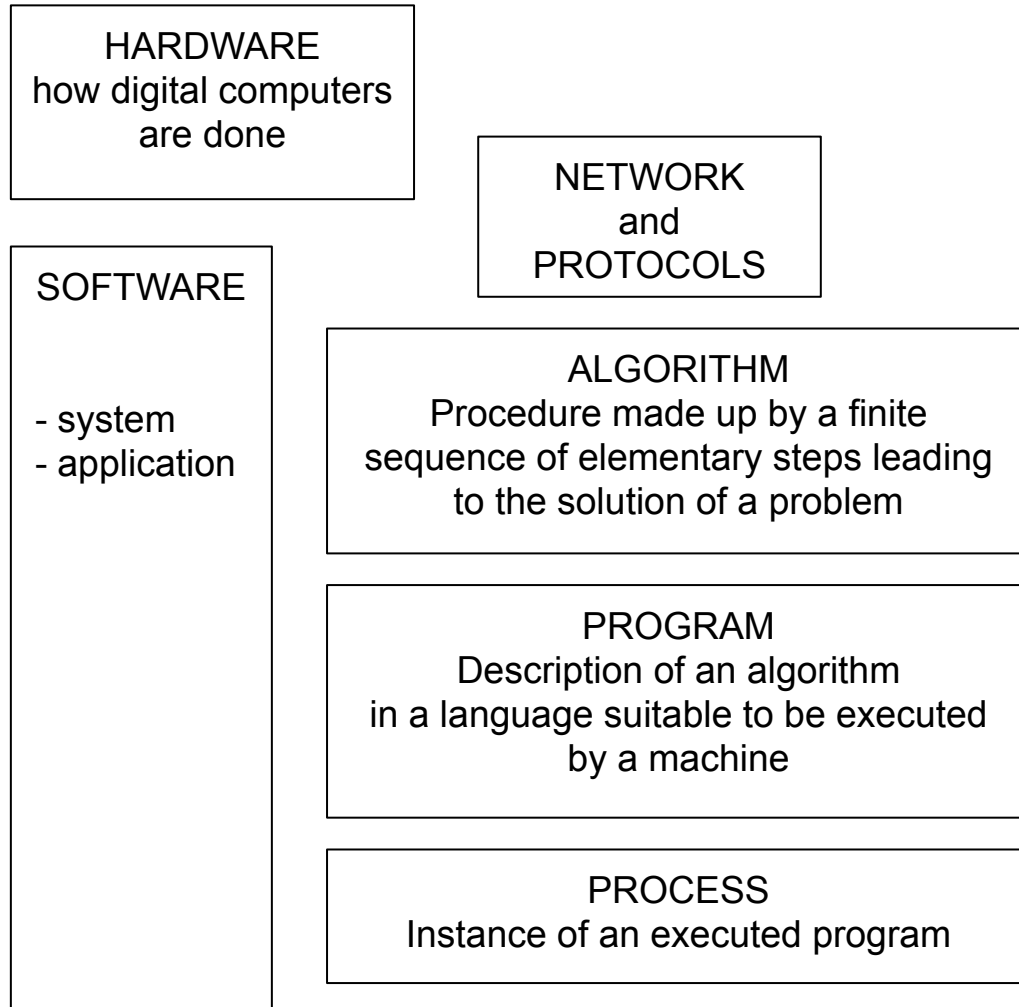 HARDWARE
how digital computers
are done
NETWORK
and
PROTOCOLS
SOFTWARE
- system
- application
ALGORITHM
Procedure made up by a finite
sequence of elementary steps leading
to the solution of a problem
PROGRAM
Description of an algorithm
in a language suitable to be executed
by a machine
PROCESS
Instance of an executed program